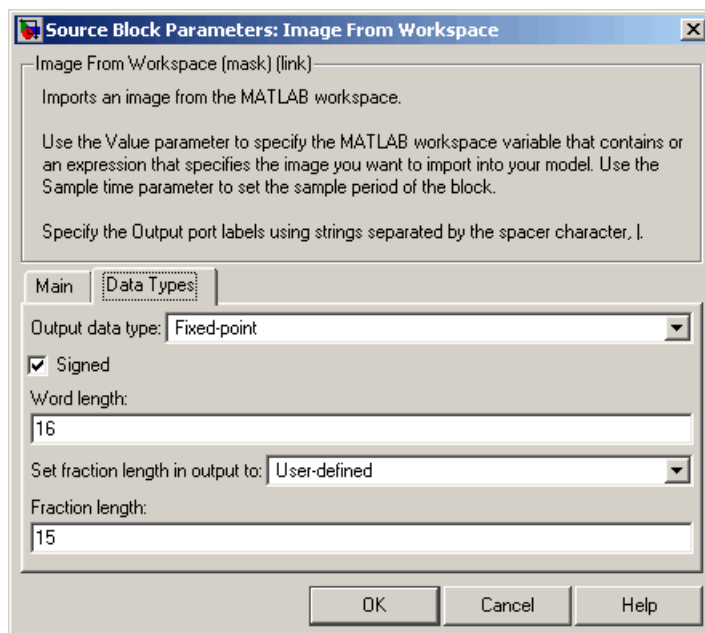 Source Block Parameters: Image From Workspace
Image From Workspace (mask) (link)
Imports an image from the MATLAB workspace.
Use the Value parameter to specify the MATLAB workspace variable that contains or
an expression that specifies the image you want to import into your model. Use the
Sample time parameter to set the sample period of the block.
Specify the Output port labels using strings separated by the spacer character, |.
Main Data Types
Output data type: Fixed-point
Signed
Word length:
16
Set fraction length in output to: User-defined
Fraction length:
15
OK Cancel Help